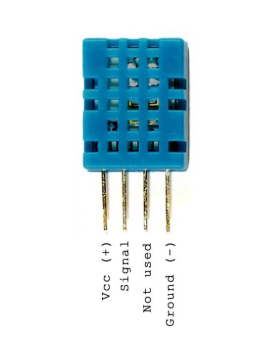 Vcc (+)
Signal
Not used
Ground (-)